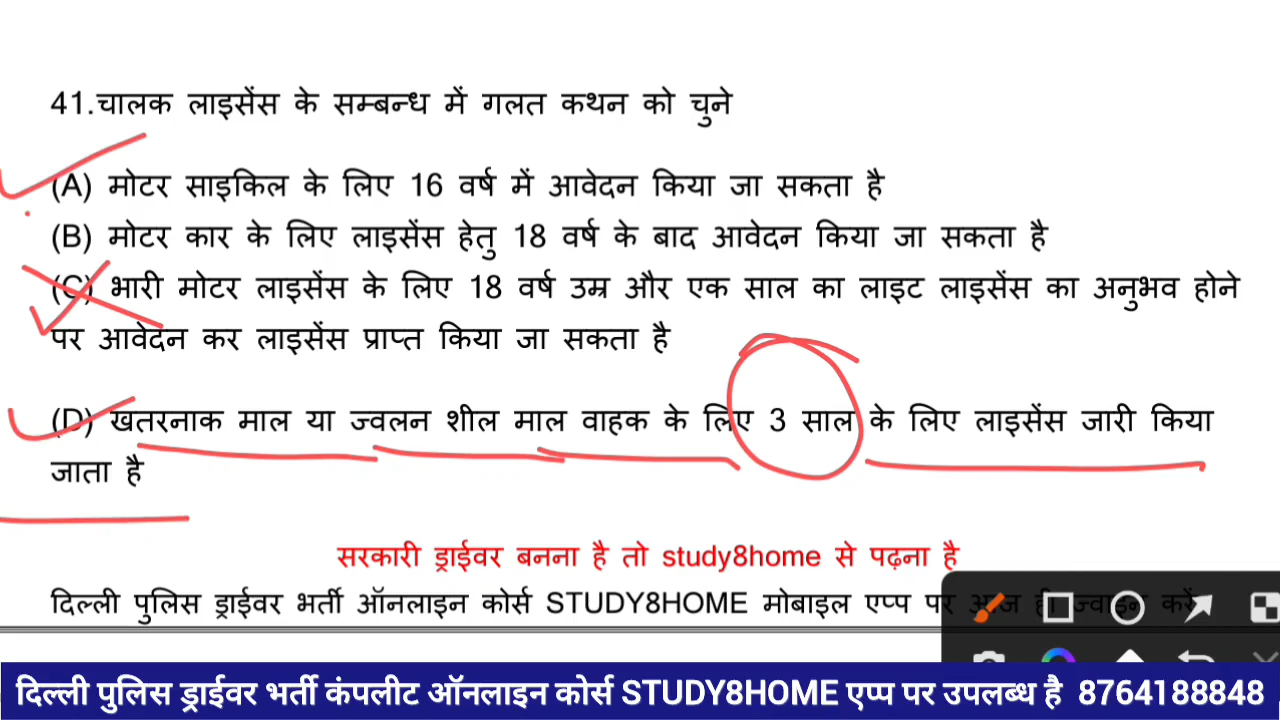 41.चालक लाइसेंस के सम्बन्ध में गलत कथन को चुने
(A) मोटर साइकिल के लिए 16 वर्ष में आवेदन किया जा सकता है
(B) मोटर कार के लिए लाइसेंस हेतु 18 वर्ष के बाद आवेदन किया जा सकता है
(C) भारी मोटर लाइसेंस के लिए 18 वर्ष उम्र और एक साल का लाइट लाइसेंस का अनुभव होने
पर आवेदन कर लाइसेंस प्राप्त किया जा सकता है
(D) खतरनाक माल या ज्वलन शील माल वाहक के लिए 3 साल के लिए लाइसेंस जारी किया
जाता है
सरकारी ड्राईवर बनना है तो study8home से पढ़ना है
दिल्ली पुलिस ड्राईवर भर्ती ऑनलाइन कोर्स STUDY8HOME मोबाइल एप्प पर आज ही ज्वाइन करें
दिल्ली पुलिस ड्राईवर भर्ती कंपलीट ऑनलाइन कोर्स STUDY8HOME एप्प पर उपलब्ध है 8764188848